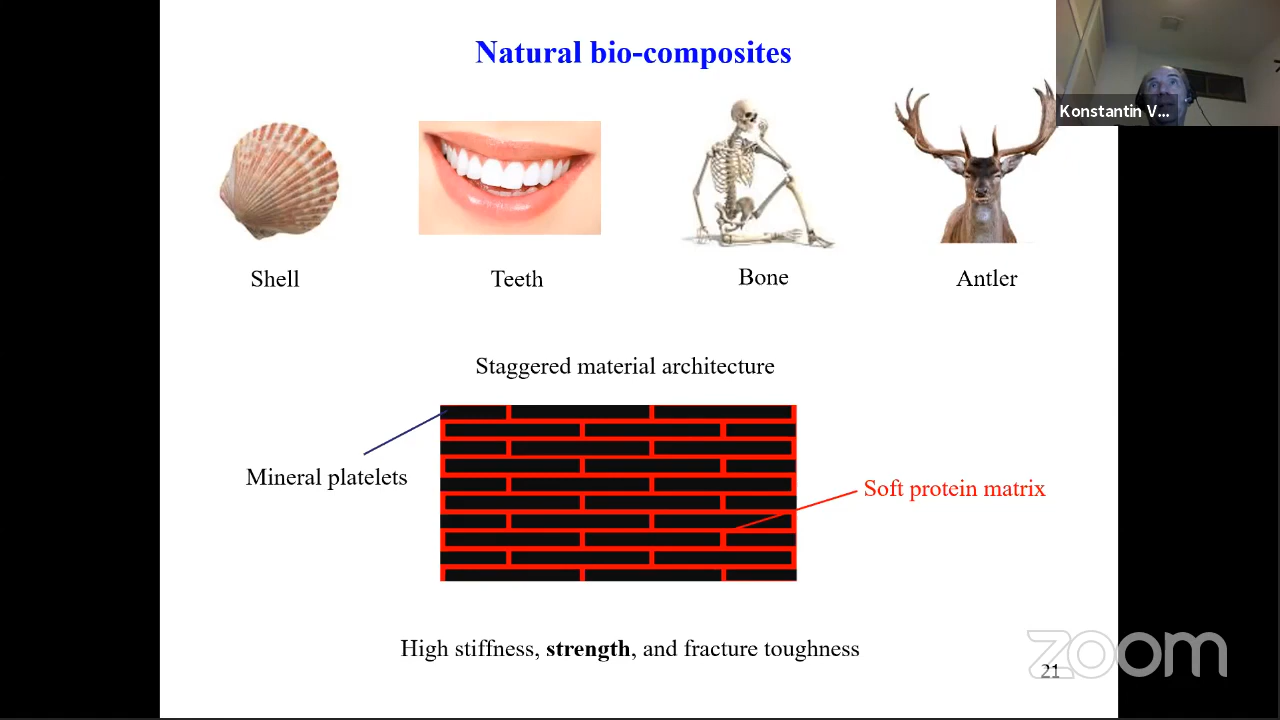 Natural bio-composites
Konstantin V...
Shell
Teeth
Bone
Antler
Staggered material architecture
Mineral platelets
Soft protein matrix
High stiffness, strength, and fracture toughness
zoom
21